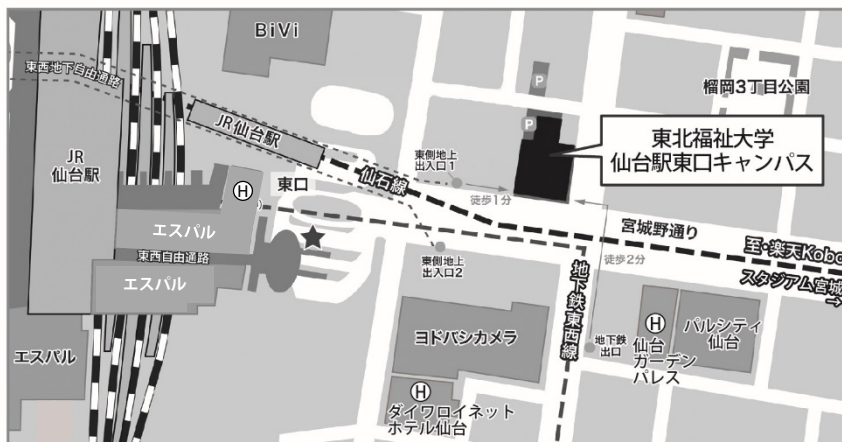 BiVi
P
榴岡3丁目公園
東西地下自由通路
P
JR仙台駅
東北福祉大学
仙台駅東口キャンパス
JR
仙台駅
東側地上
出入口1
仙石線
H
東口
徒歩1分
宮城野通り
エスパル
東西自由通路
東側地上
出入口2
徒歩2分
至・楽天Kobo
スタジアム宮城
→
エスパル
地下鉄東西線
エスパル
ヨドバシカメラ
地下鉄
出口
H
仙台
ガーデン
パレス
パルシティ
仙台
H
ダイワロイネット
ホテル仙台